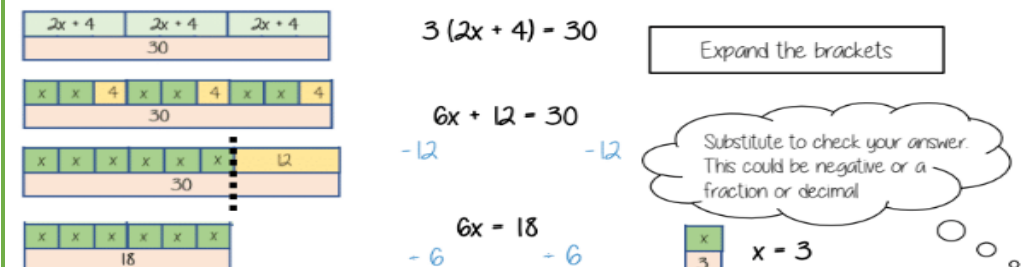 2x + 4 2x + 4 2x + 4
30
3 (2x + 4) = 30
Expand the brackets
x x 4 x x 4 x x 4
30
6x + 12 = 30
-12 -12
Substitute to check your answer.
This could be negative or a
fraction or decimal
x x x x x x 12
30
x x x x x x
18
6x = 18
- 6 - 6
x
3
x = 3